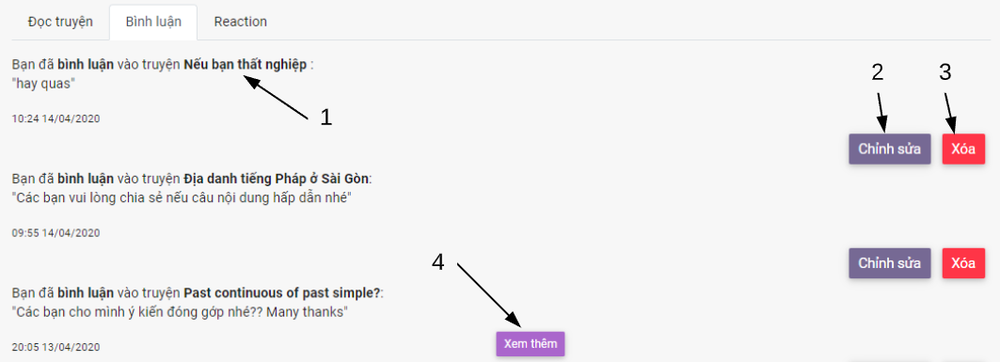 Đọc truyện Bình luận Reaction
Bạn đã bình luận vào truyện Nếu bạn thất nghiệp :
"hay quas"
1
2
3
10:24 14/04/2020
Chỉnh sửa Xóa
Bạn đã bình luận vào truyện Địa danh tiếng Pháp ở Sài Gòn:
"Các bạn vui lòng chia sẻ nếu câu nội dung hấp dẫn nhé"
09:55 14/04/2020
Chỉnh sửa Xóa
4
Bạn đã bình luận vào truyện Past continuous of past simple?:
"Các bạn cho mình ý kiến đóng gớp nhé?? Many thanks"
Xem thêm
20:05 13/04/2020